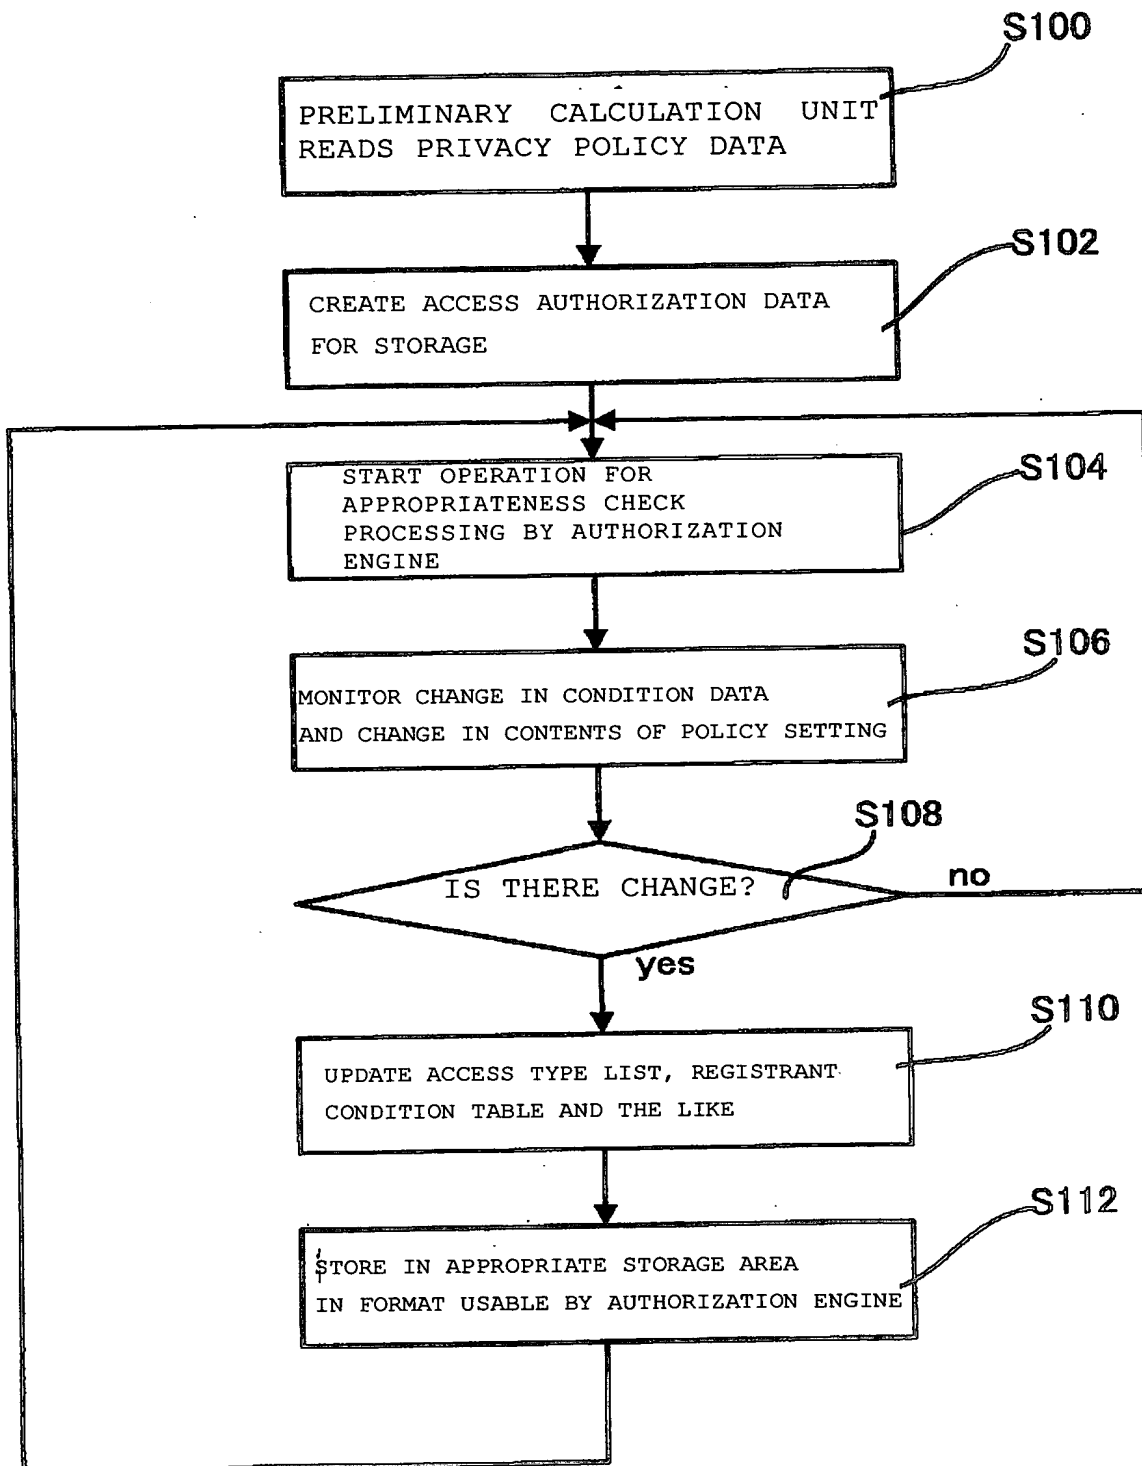 S100
PRELIMINARY CALCULATION UNIT
READS PRIVACY POLICY DATA
S102
CREATE ACCESS AUTHORIZATION DATA
FOR STORAGE
S104
START OPERATION FOR
APPROPRIATENESS CHECK
PROCESSING BY AUTHORIZATION
ENGINE
S106
MONITOR CHANGE IN CONDITION DATA
AND CHANGE IN CONTENTS OF POLICY SETTING
S108
IS THERE CHANGE?
no
yes
S110
UPDATE ACCESS TYPE LIST, REGISTRANT
CONDITION TABLE AND THE LIKE
S112
STORE IN APPROPRIATE STORAGE AREA
IN FORMAT USABLE BY AUTHORIZATION ENGINE